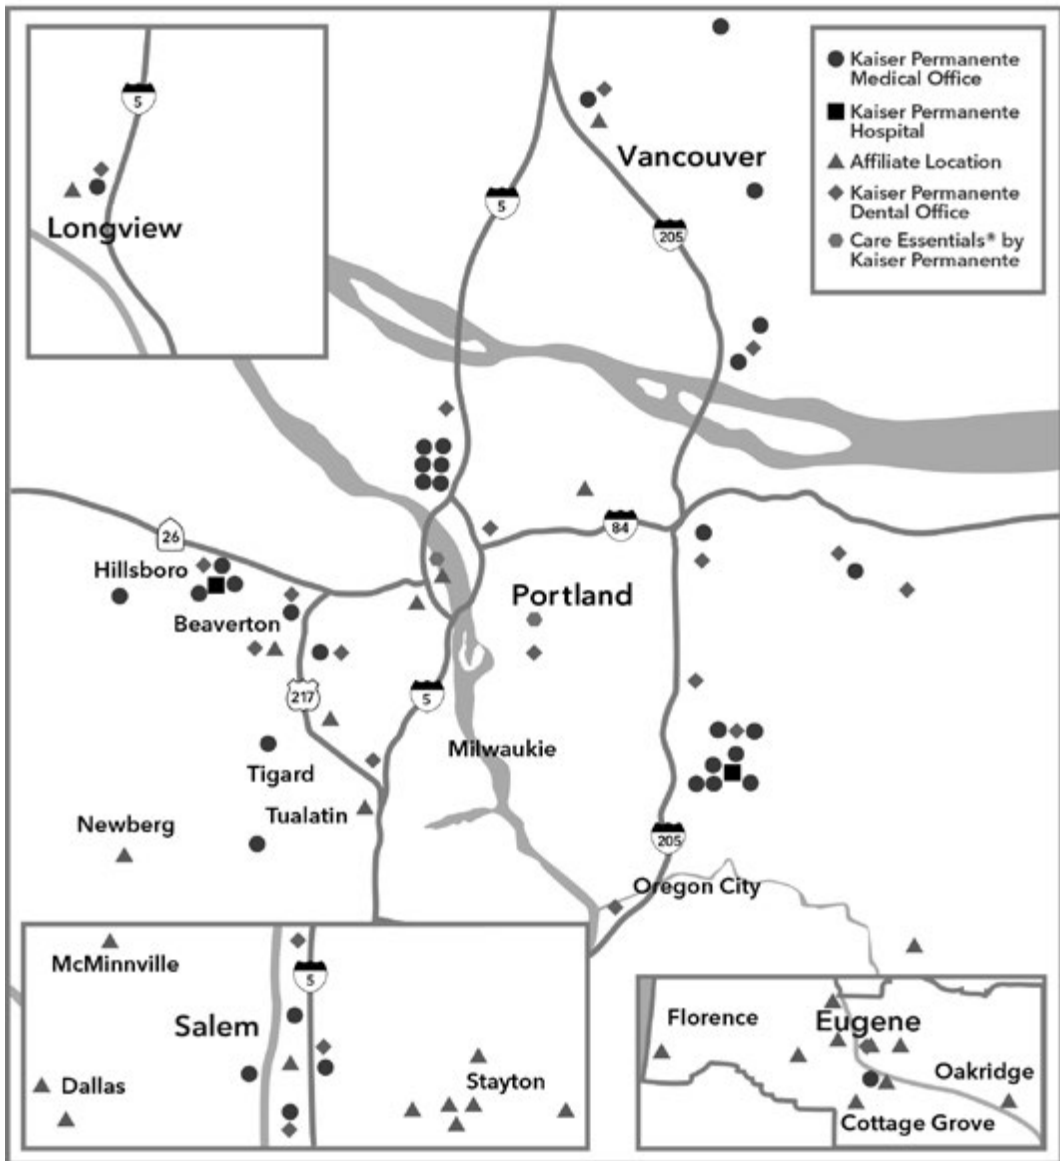 5
Longview
Kaiser Permanente
Medical Office
Kaiser Permanente
Hospital
Affiliate Location
Kaiser Permanente
Dental Office
Care Essentials® by
Kaiser Permanente
Vancouver
5
205
26
84
Hillsboro
Portland
Beaverton
217
5
Milwaukie
Tigard
Tualatin
Newberg
205
Oregon City
McMinnville
5
Salem
Dallas
Stayton
Florence
Eugene
Oakridge
Cottage Grove